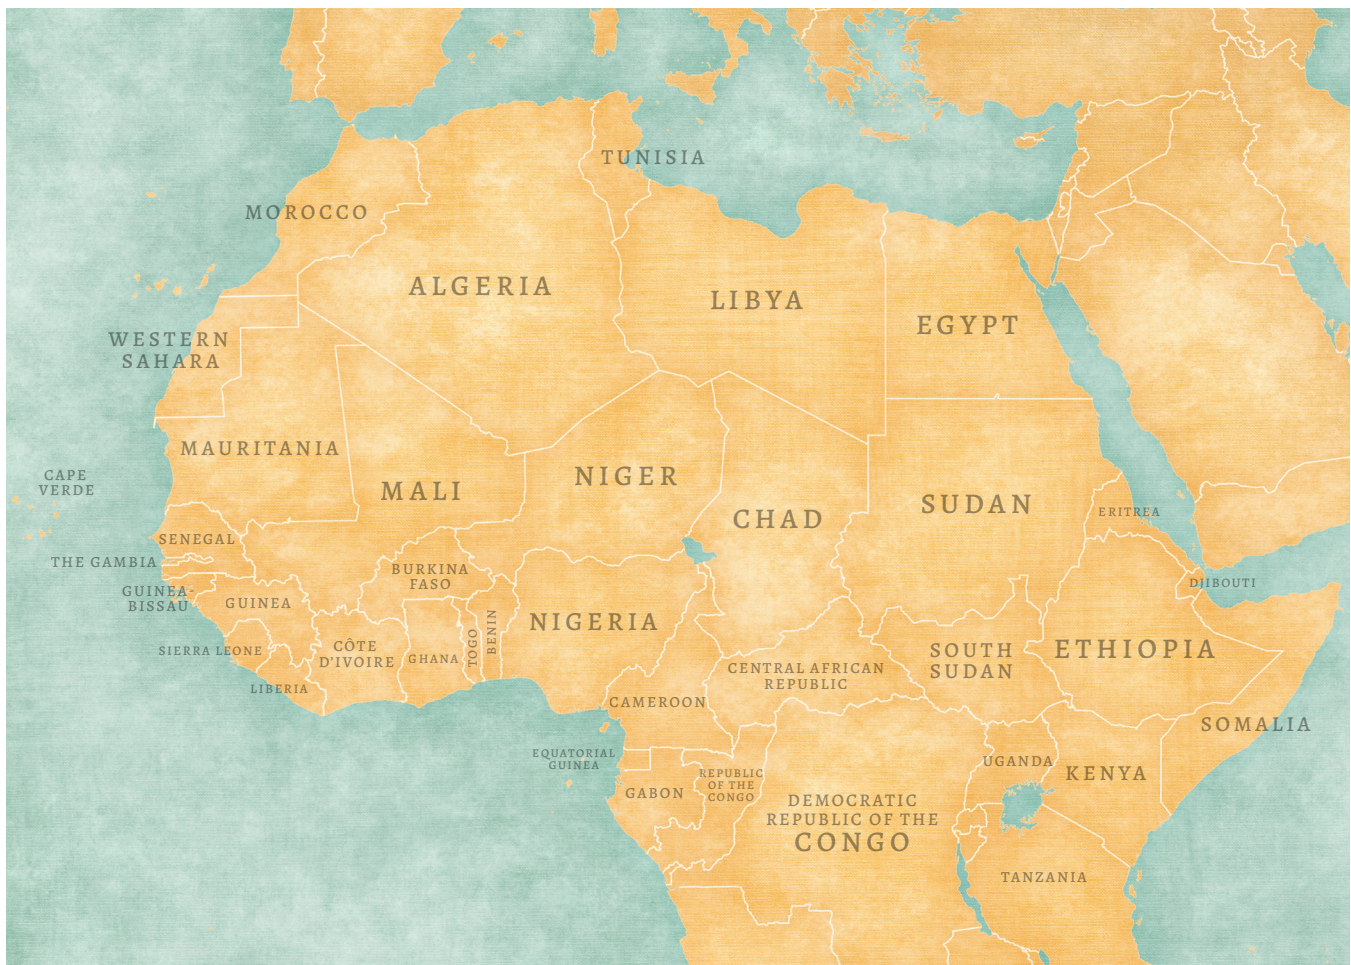 TUNISIA
MOROCCO
ALGERIA
LIBYA
EGYPT
WESTERN
SAHARA
MAURITANIA
MALI
NIGER
CHAD
SUDAN
ERITREA
CAPE
VERDE
SENEGAL
THE GAMBIA
GUINEA-
BISSAU
GUINEA
BURKINA
FASO
DJIBOUTI
SIERRA LEONE
LIBERIA
CÔTE
D'IVOIRE
GHANA
TOGO
BENIN
NIGERIA
CENTRAL AFRICAN
REPUBLIC
SOUTH
SUDAN
ETHIOPIA
SOMALIA
CAMEROON
EQUATORIAL
GUINEA
GABON
REPUBLIC
OF THE
CONGO
DEMOCRATIC
REPUBLIC OF THE
CONGO
UGANDA
KENYA
TANZANIA